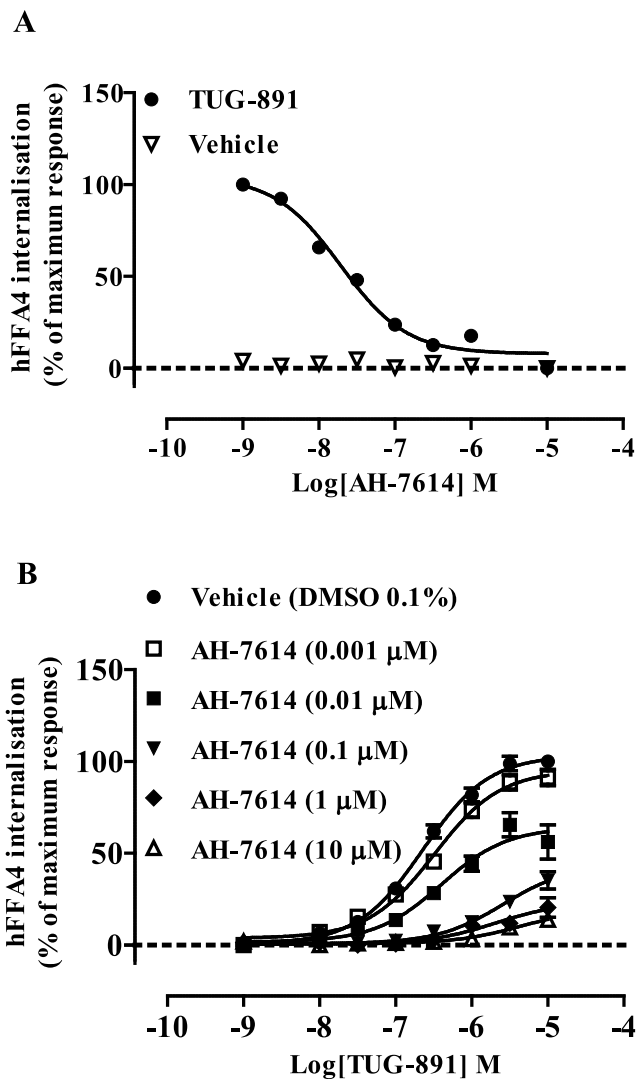 A
hFFA4 internalisation
(% of maximun response)
150
100
50
0
TUG-891
Vehicle
-10 -9 -8 -7 -6 -5 -4
Log[AH-7614] M
B
hFFA4 internalisation
(% of maximum response)
150
100
50
0
Vehicle (DMSO 0.1%)
AH-7614 (0.001 µM)
AH-7614 (0.01 µM)
AH-7614 (0.1 µM)
AH-7614 (1 µM)
AH-7614 (10 µM)
-10 -9 -8 -7 -6 -5 -4
Log[TUG-891] M